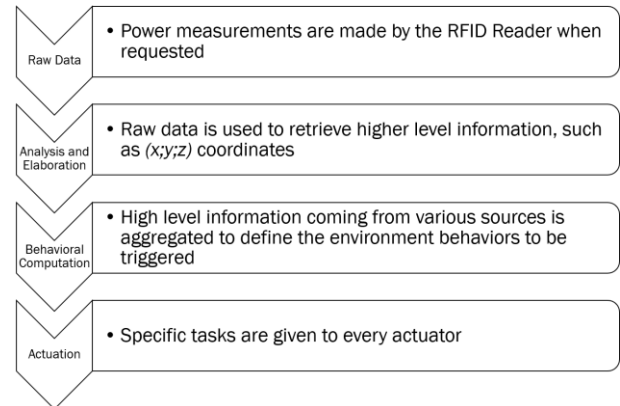 Raw Data
• Power measurements are made by the RFID Reader when
requested
Analysis and
Elaboration
• Raw data is used to retrieve higher level information, such
as (x;y;z) coordinates
Behavioral
Computation
• High level information coming from various sources is
aggregated to define the environment behaviors to be
triggered
Actuation
• Specific tasks are given to every actuator